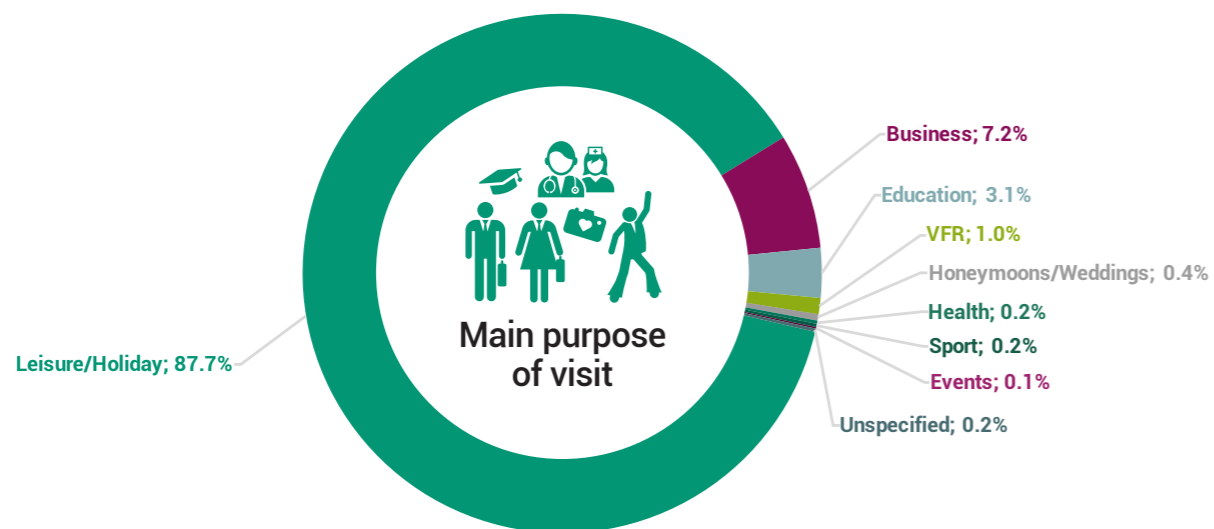 Business; 7.2%
Education; 3.1%
VFR; 1.0%
Honeymoons/Weddings; 0.4%
Health; 0.2%
Sport; 0.2%
Events; 0.1%
Unspecified; 0.2%
Leisure/Holiday; 87.7%
Main purpose
of visit